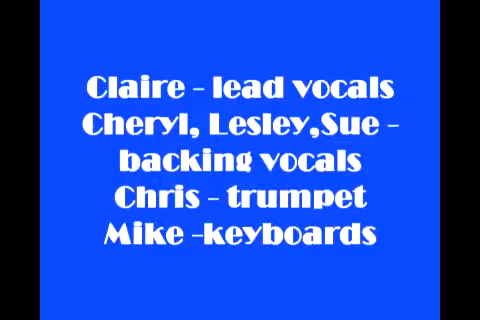 Claire - lead vocals
Cheryl, Lesley,Sue -
backing vocals
Chris - trumpet
Mike -keyboards